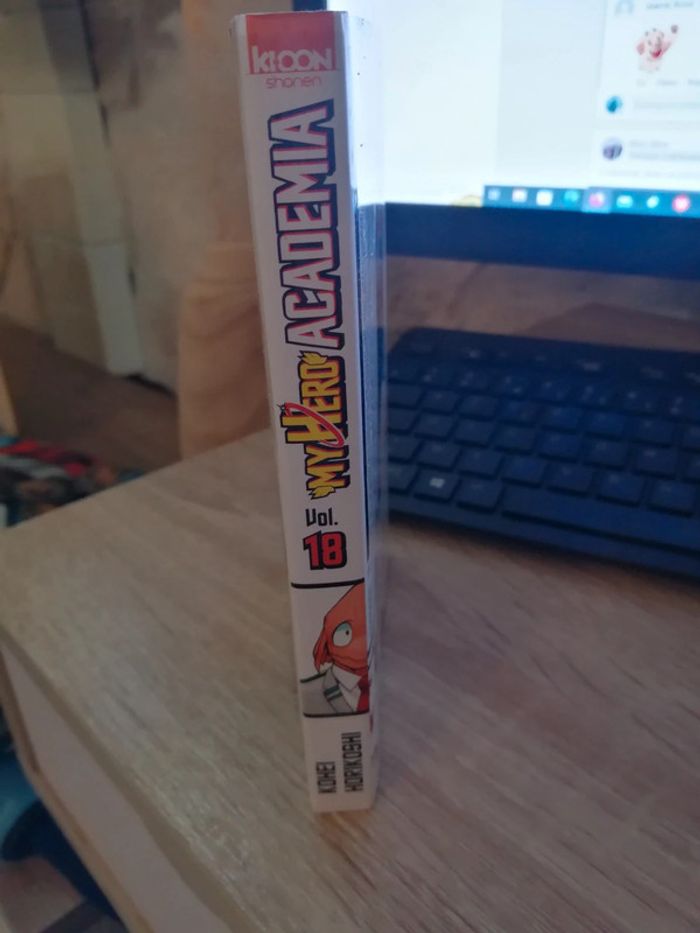 KI-OON
shonen
MY HERO ACADEMIA
Vol.
18
KOHEI
HORIKOSHI